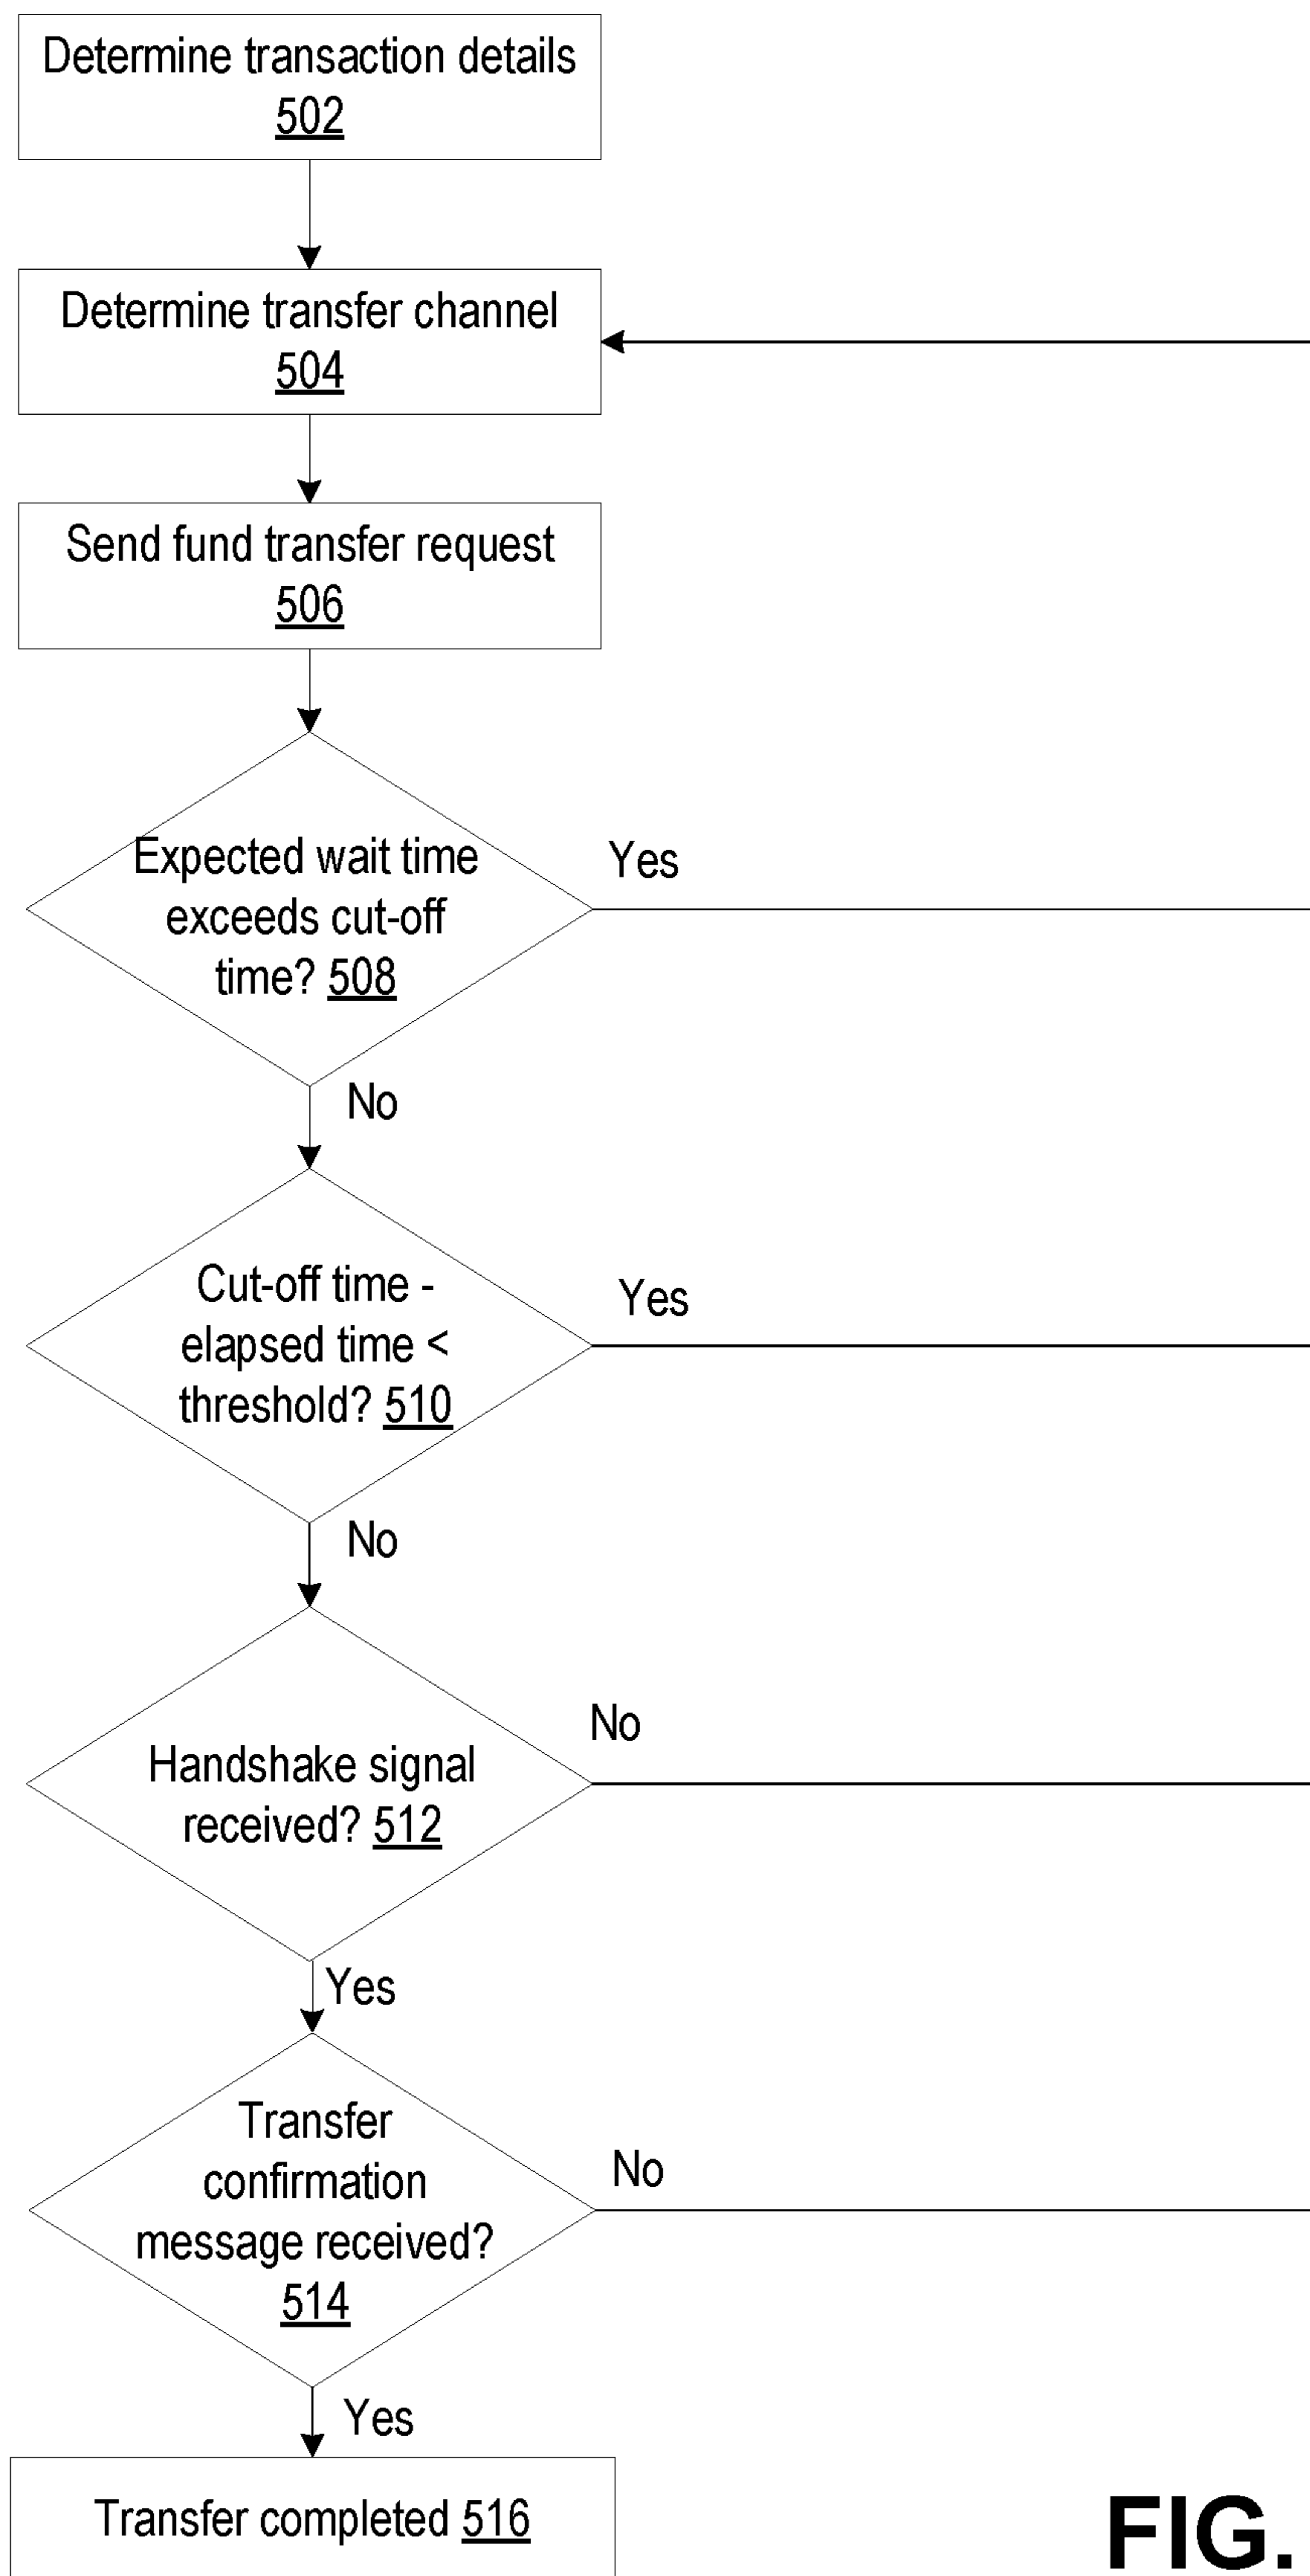 Determine transaction details
502
Determine transfer channel
504
Send fund transfer request
506
Expected wait time
exceeds cut-off
time? 508
Yes
No
Cut-off time -
elapsed time <
threshold? 510
Yes
No
Handshake signal
received? 512
No
Yes
Transfer
confirmation
message received?
514
No
Yes
Transfer completed 516
FIG.